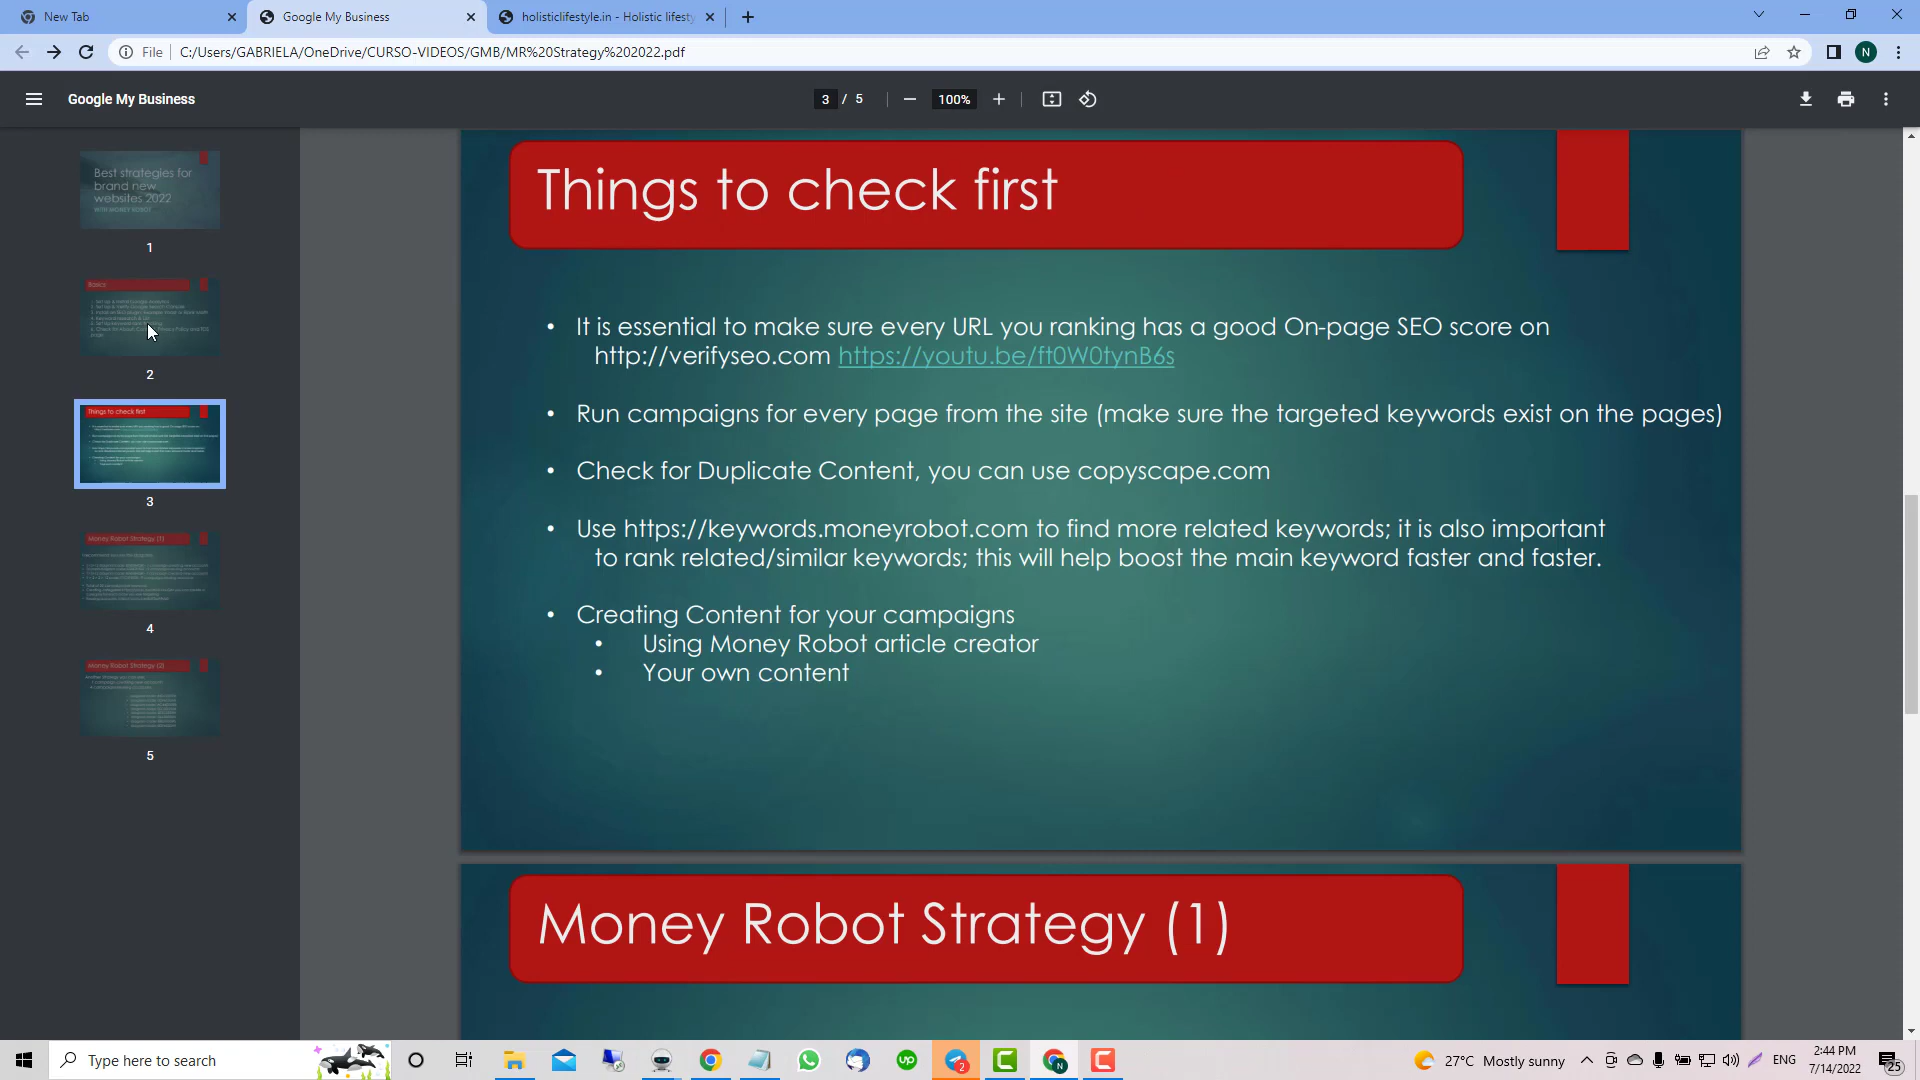 New Tab
Google My Business
holisticlifestyle.in - Holistic lifesty
File
C:/Users/GABRIELA/OneDrive/CURSO-VIDEOS/GMB/MR%20Strategy%202022.pdf
N
Google My Business
3 / 5
100%
Best strategies for
brand new
websites 2022
WITH MONEY ROBOT
1
Basics
2
Things to check first
3
Money Robot Strategy (1)
4
Money Robot Strategy (2)
5
Things to check first
• It is essential to make sure every URL you ranking has a good On-page SEO score on
http://verifyseo.com https://youtu.be/ft0W0tynB6s
• Run campaigns for every page from the site (make sure the targeted keywords exist on the pages)
• Check for Duplicate Content, you can use copyscape.com
• Use https://keywords.moneyrobot.com to find more related keywords; it is also important
to rank related/similar keywords; this will help boost the main keyword faster and faster.
• Creating Content for your campaigns
• Using Money Robot article creator
• Your own content
Money Robot Strategy (1)
Type here to search
up
2
N
27°C Mostly sunny
ENG
2:44 PM
7/14/2022
25